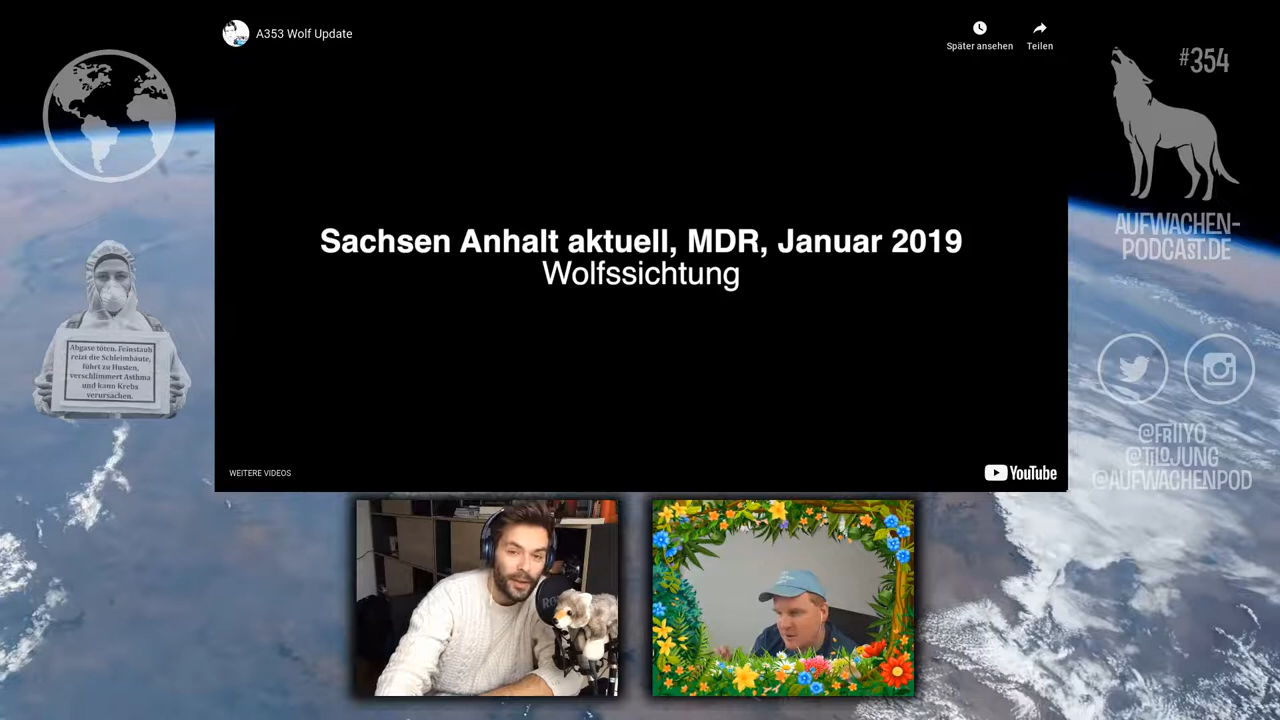 A353 Wolf Update
Später ansehen
Teilen
#354
Sachsen Anhalt aktuell, MDR, Januar 2019
Wolfssichtung
AUFWACHEN-
PODCAST.DE
Abgase töten. Feinstaub
reizt die Schleimhäute,
führt zu Husten,
verschlimmert Asthma
und kann Krebs
verursachen.
@FRIIYO
@TILOJUNG
@AUFWACHENPOD
WEITERE VIDEOS
YouTube